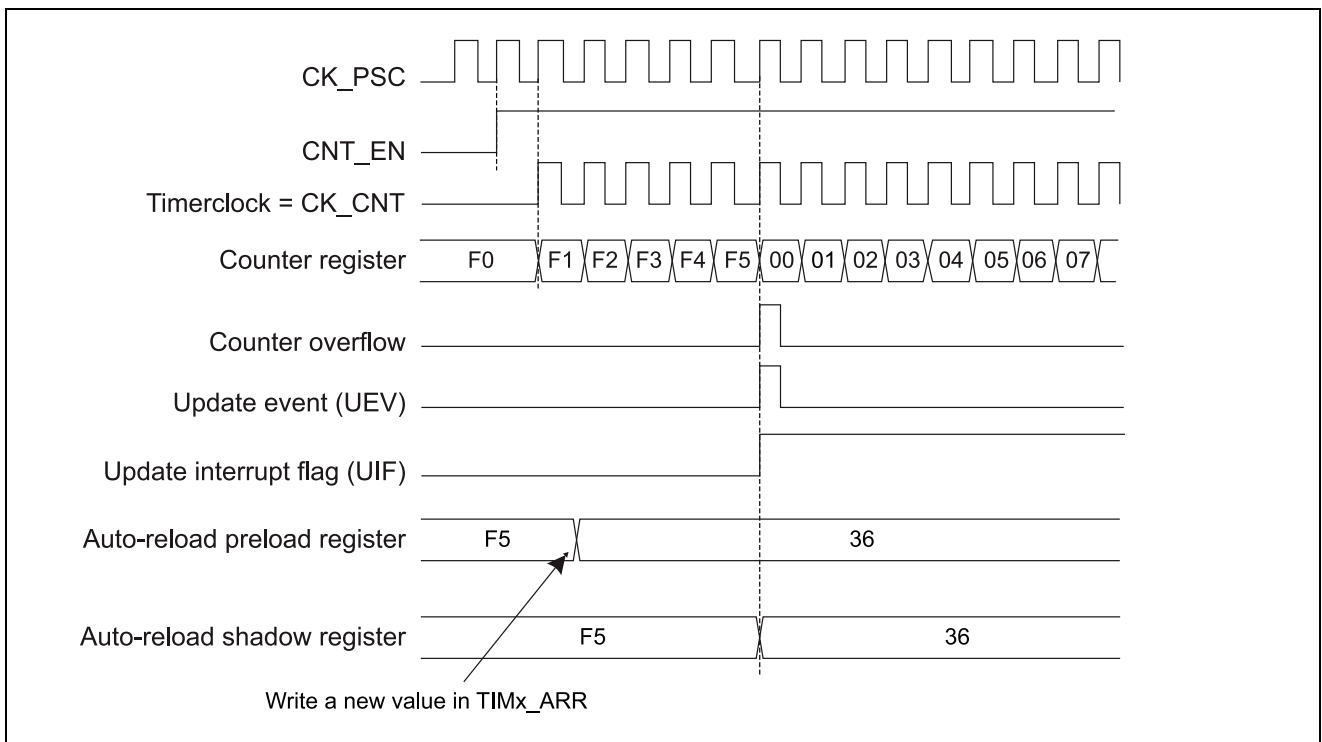 CK_PSC
CNT_EN
Timerclock = CK_CNT
Counter register F0 F1 F2 F3 F4 F5 00 01 02 03 04 05 06 07
Counter overflow
Update event (UEV)
Update interrupt flag (UIF)
Auto-reload preload register F5 36
Auto-reload shadow register F5 36
Write a new value in TIMx_ARR